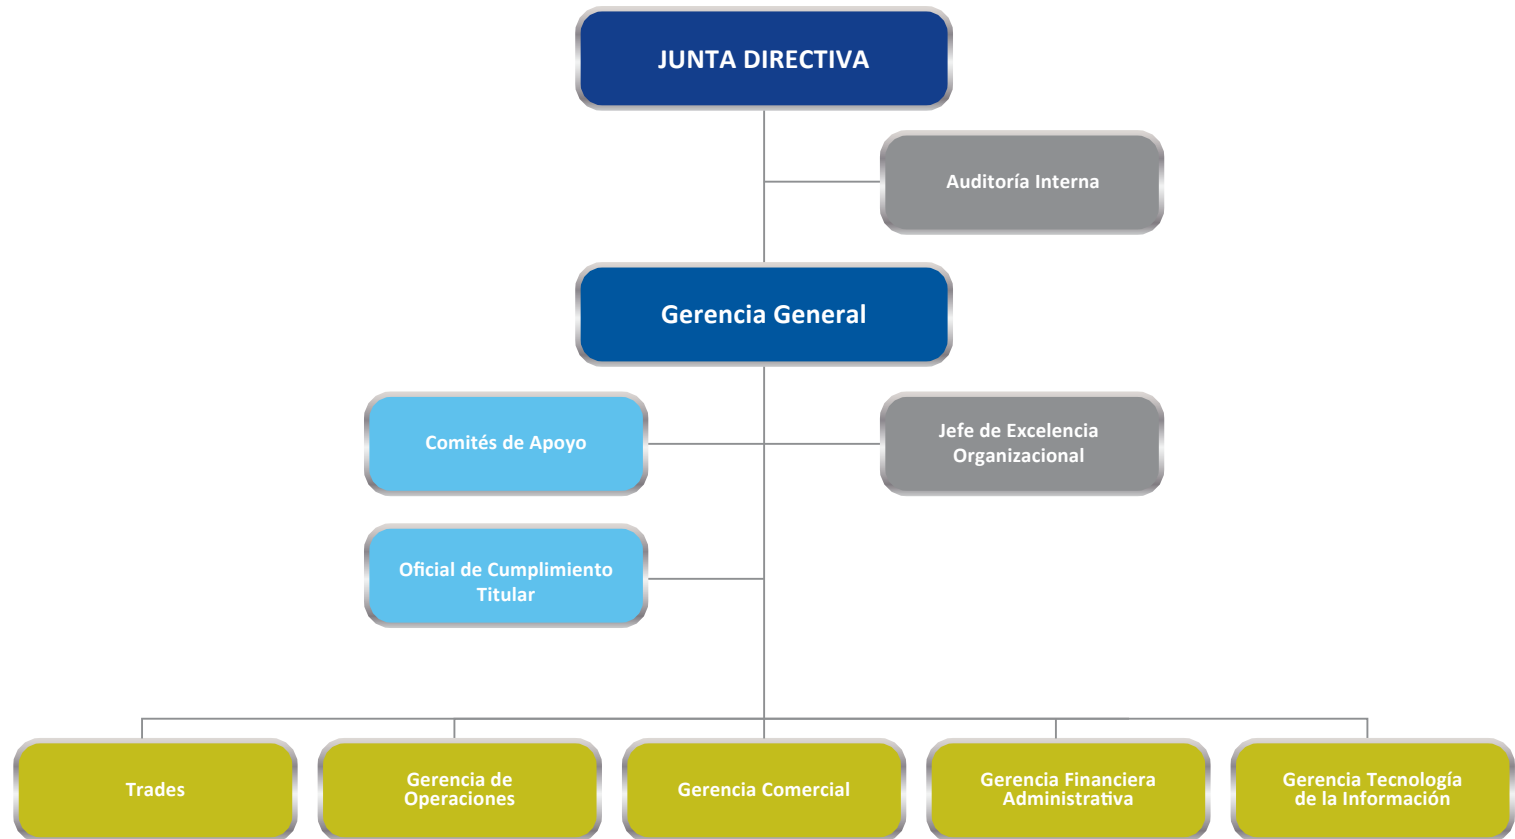 JUNTA DIRECTIVA
Auditoría Interna
Gerencia General
Comités de Apoyo
Jefe de Excelencia
Organizacional
Oficial de Cumplimiento
Titular
Trades
Gerencia de
Operaciones
Gerencia Comercial
Gerencia Financiera
Administrativa
Gerencia Tecnología
de la Información